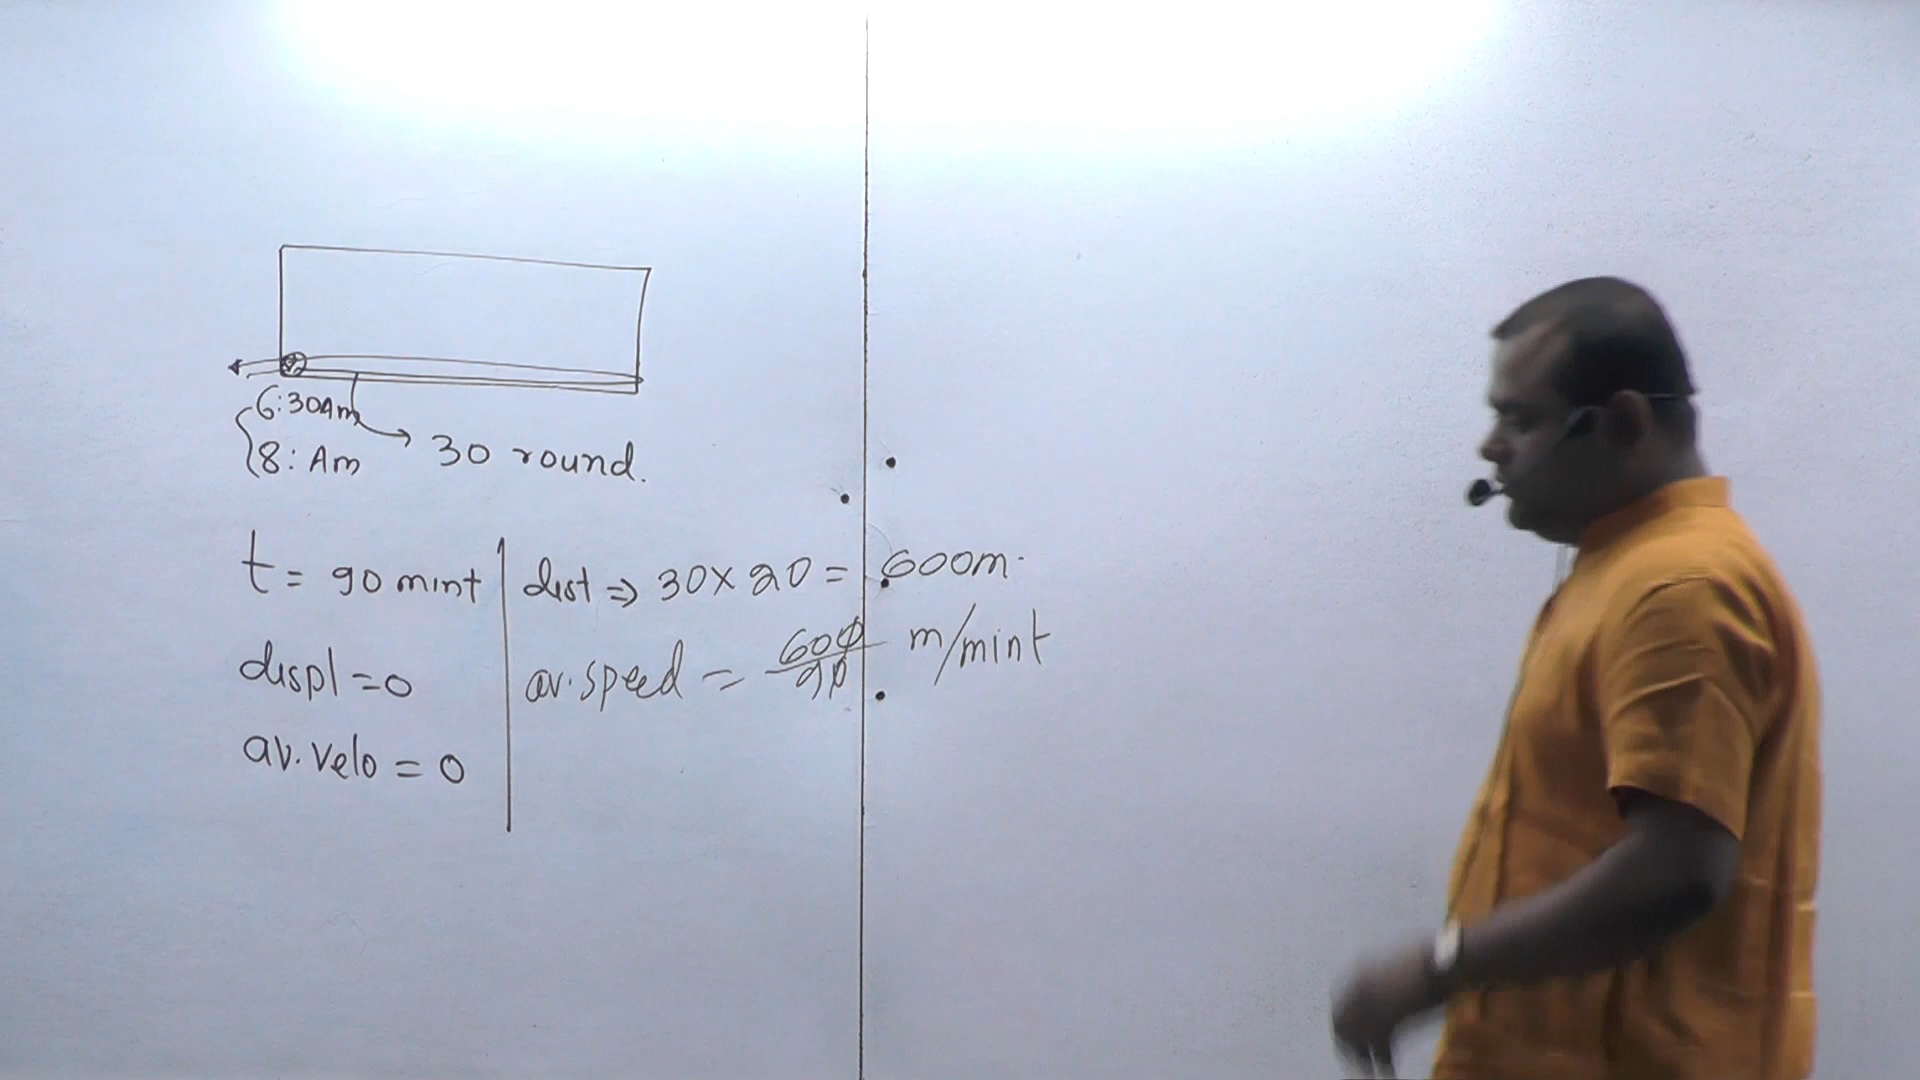 6:30Am
8: Am
30 round.
t = 90 mint
displ = 0
av. velo = 0
dist ⇒ 30 × 20 = 600m.
av. speed = 600/90 m/mint